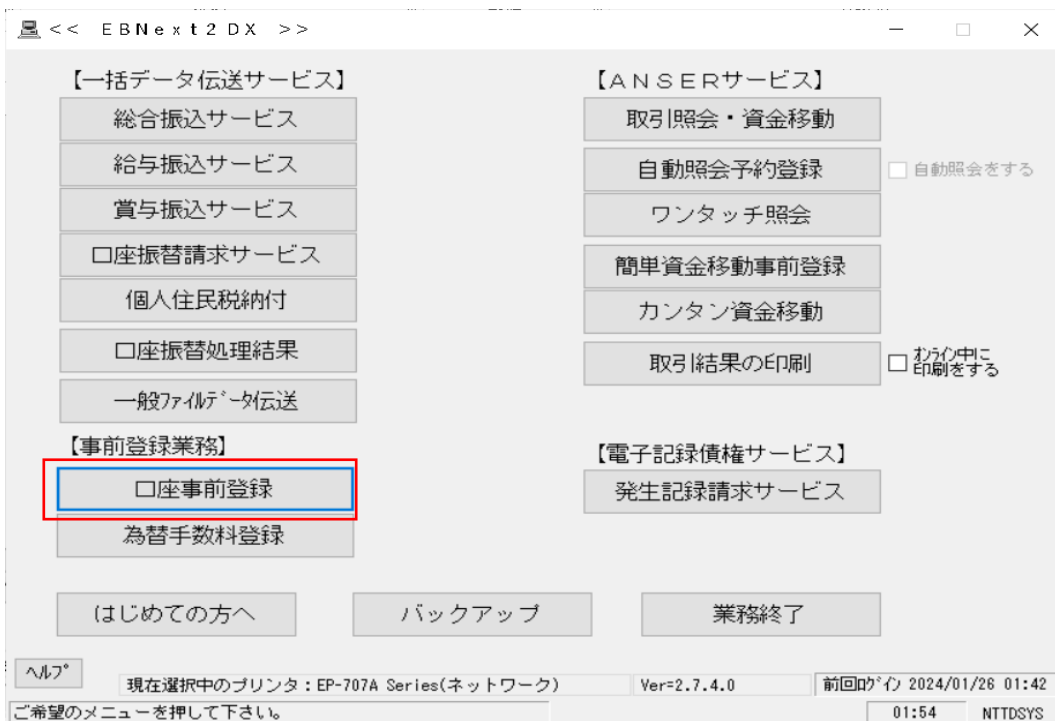 << EBNext2DX >>
【一括データ伝送サービス】
総合振込サービス
給与振込サービス
賞与振込サービス
口座振替請求サービス
個人住民税納付
口座振替処理結果
一般ファイルデータ伝送
【事前登録業務】
口座事前登録
為替手数料登録
【ANSERサービス】
取引照会・資金移動
自動照会予約登録
自動照会をする
ワンタッチ照会
簡単資金移動事前登録
カンタン資金移動
取引結果の印刷
オンライン中に
印刷をする
【電子記録債権サービス】
発生記録請求サービス
はじめての方へ
バックアップ
業務終了
ヘルプ
現在選択中のプリンタ:EP-707A Series(ネットワーク)
Ver=2.7.4.0
前回ログイン 2024/01/26 01:42
ご希望のメニューを押して下さい。
01:54
NTTDSYS